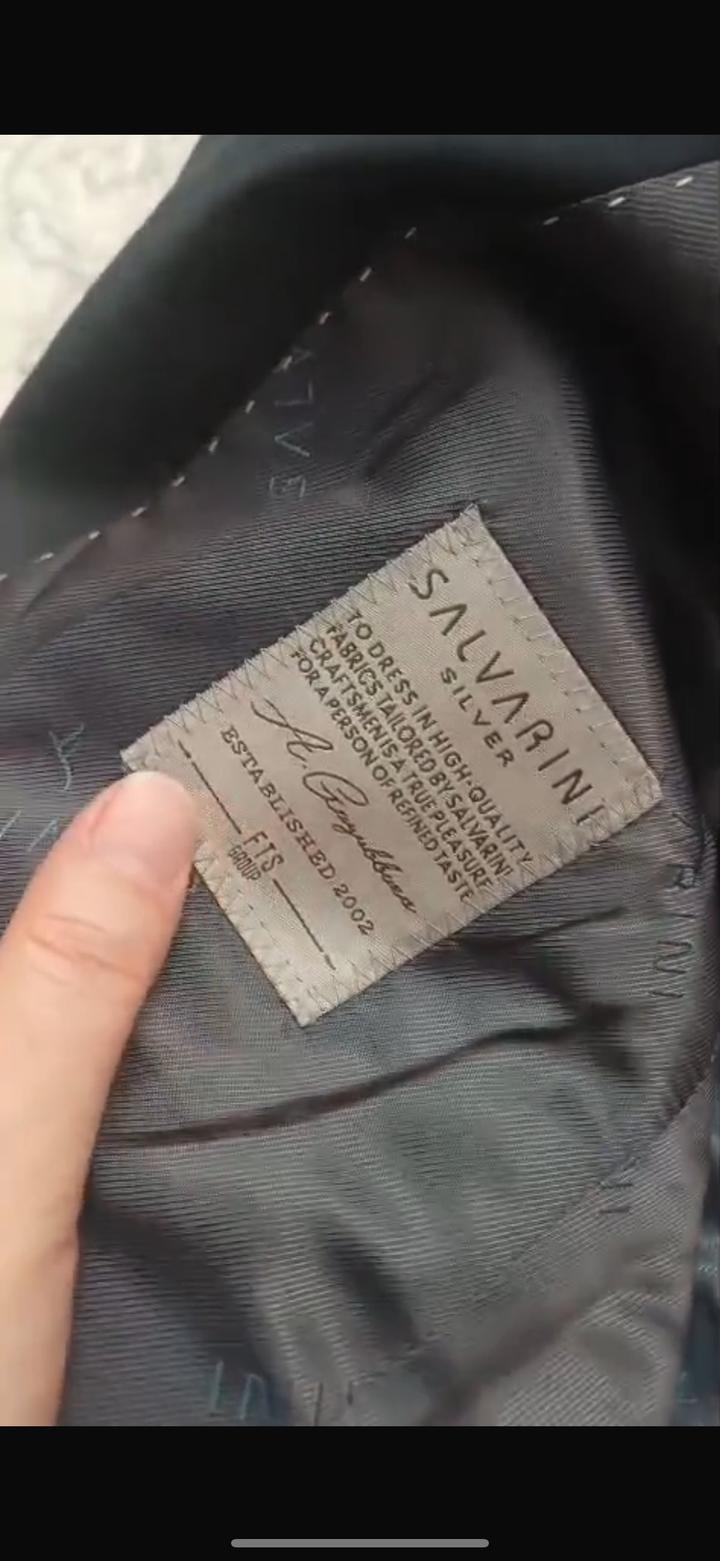 SALVARINI
SILVER
TO DRESS IN HIGH-QUALITY
FABRICS TAILORED BY SALVARINI
CRAFTSMEN IS A TRUE PLEASURE
FOR A PERSON OF REFINED TASTE
ESTABLISHED 2002
FTS
GROUP
RINI